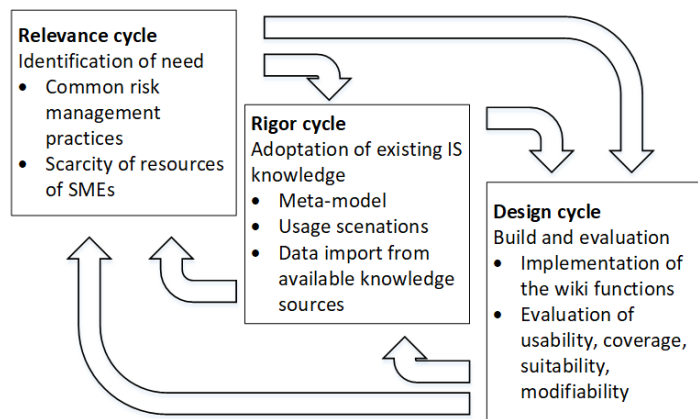 Relevance cycle
Identification of need
• Common risk
management
practices
• Scarcity of resources
of SMEs
Rigor cycle
Adoptation of existing IS
knowledge
• Meta-model
• Usage scenations
• Data import from
available knowledge
sources
Design cycle
Build and evaluation
• Implementation of
the wiki functions
• Evaluation of
usability, coverage,
suitability,
modifiability